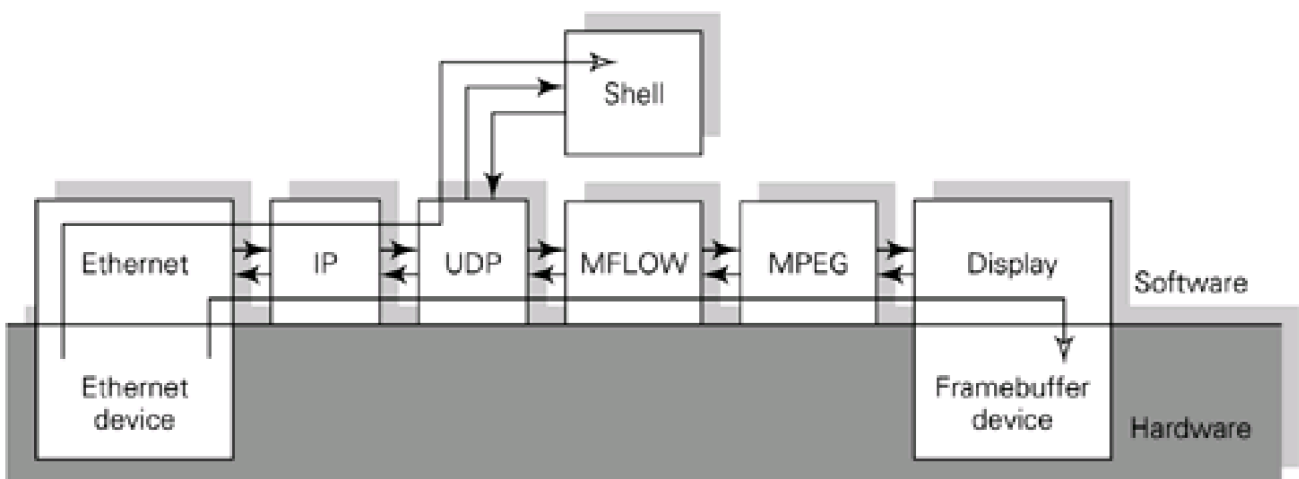 Shell
Ethernet
IP
UDP
MFLOW
MPEG
Display
Software
Ethernet
device
Framebuffer
device
Hardware